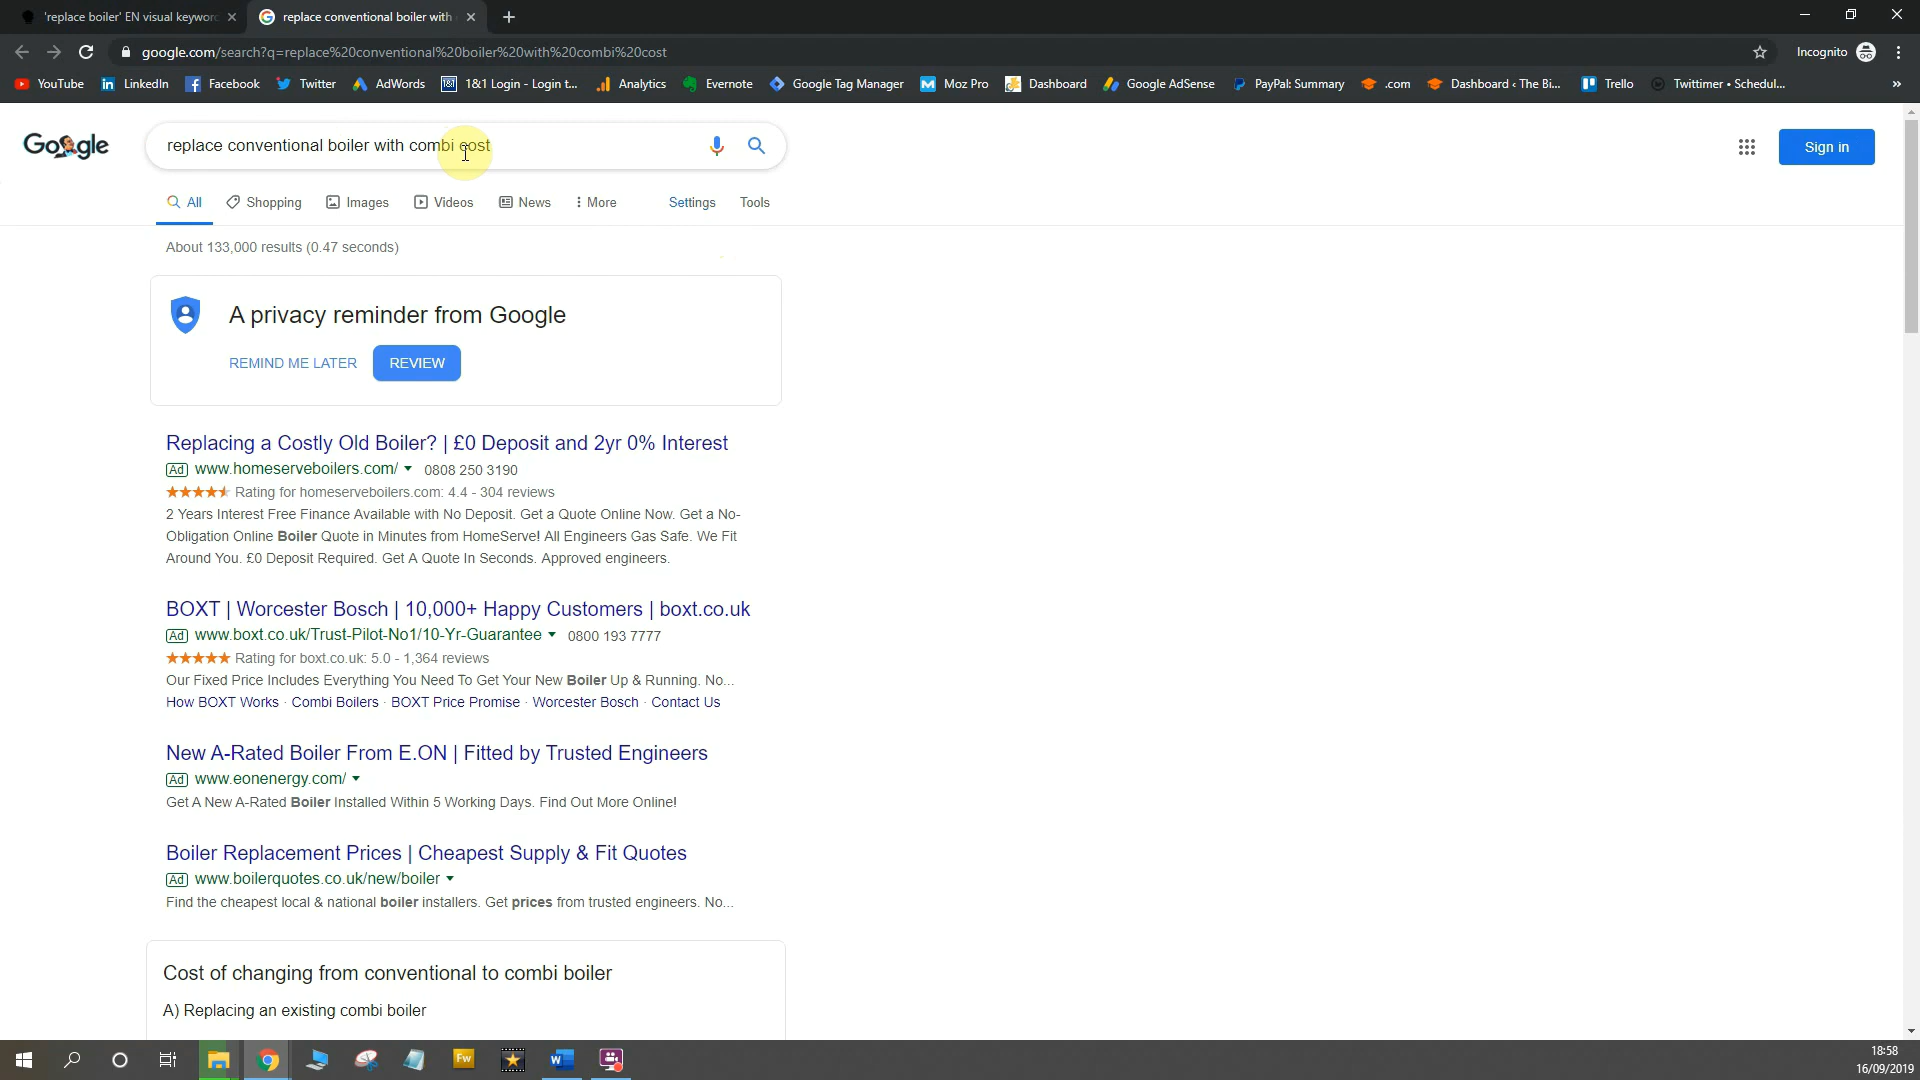 'replace boiler' EN visual keywor
replace conventional boiler with
google.com/search?q=replace%20conventional%20boiler%20with%20combi%20cost
Incognito
YouTube
LinkedIn
Facebook
Twitter
AdWords
1&1 Login - Login t...
Analytics
Evernote
Google Tag Manager
Moz Pro
Dashboard
Google AdSense
PayPal: Summary
.com
Dashboard ‹ The Bi...
Trello
Twittimer • Schedul...
»
Google
replace conventional boiler with combi cost
Sign in
All
Shopping
Images
Videos
News
More
Settings
Tools
About 133,000 results (0.47 seconds)
A privacy reminder from Google
REMIND ME LATER
REVIEW
Replacing a Costly Old Boiler? | £0 Deposit and 2yr 0% Interest
Ad www.homeserveboilers.com/ 0808 250 3190
Rating for homeserveboilers.com: 4.4 - 304 reviews
2 Years Interest Free Finance Available with No Deposit. Get a Quote Online Now. Get a No-
Obligation Online Boiler Quote in Minutes from HomeServe! All Engineers Gas Safe. We Fit
Around You. £0 Deposit Required. Get A Quote In Seconds. Approved engineers.
BOXT | Worcester Bosch | 10,000+ Happy Customers | boxt.co.uk
Ad www.boxt.co.uk/Trust-Pilot-No1/10-Yr-Guarantee 0800 193 7777
Rating for boxt.co.uk: 5.0 - 1,364 reviews
Our Fixed Price Includes Everything You Need To Get Your New Boiler Up & Running. No...
How BOXT Works · Combi Boilers · BOXT Price Promise · Worcester Bosch · Contact Us
New A-Rated Boiler From E.ON | Fitted by Trusted Engineers
Ad www.eonenergy.com/
Get A New A-Rated Boiler Installed Within 5 Working Days. Find Out More Online!
Boiler Replacement Prices | Cheapest Supply & Fit Quotes
Ad www.boilerquotes.co.uk/new/boiler
Find the cheapest local & national boiler installers. Get prices from trusted engineers. No...
Cost of changing from conventional to combi boiler
A) Replacing an existing combi boiler
Fw
W
18:58
16/09/2019